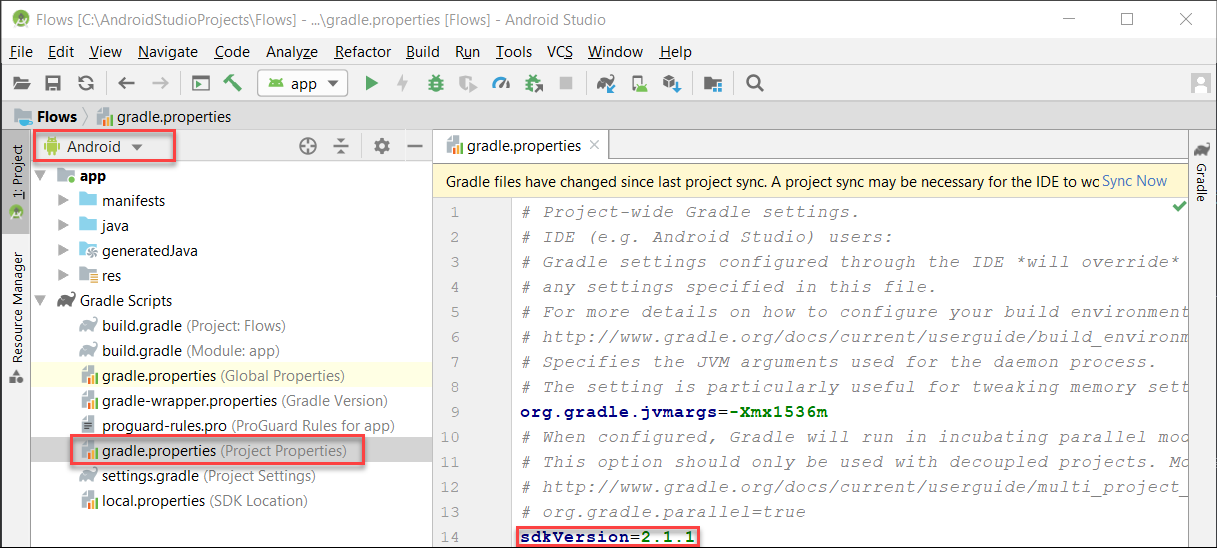 Flows [C:\AndroidStudioProjects\Flows] - ...\gradle.properties [Flows] - Android Studio
File Edit View Navigate Code Analyze Refactor Build Run Tools VCS Window Help
app
Flows gradle.properties
1: Project
Resource Manager
Android
app
manifests
java
generatedJava
res
Gradle Scripts
build.gradle (Project: Flows)
build.gradle (Module: app)
gradle.properties (Global Properties)
gradle-wrapper.properties (Gradle Version)
proguard-rules.pro (ProGuard Rules for app)
gradle.properties (Project Properties)
settings.gradle (Project Settings)
local.properties (SDK Location)
gradle.properties
Gradle files have changed since last project sync. A project sync may be necessary for the IDE to wo Sync Now
1 # Project-wide Gradle settings.
2 # IDE (e.g. Android Studio) users:
3 # Gradle settings configured through the IDE *will override*
4 # any settings specified in this file.
5 # For more details on how to configure your build environment
6 # http://www.gradle.org/docs/current/userguide/build_environm
7 # Specifies the JVM arguments used for the daemon process.
8 # The setting is particularly useful for tweaking memory sett
9 org.gradle.jvmargs=-Xmx1536m
10 # When configured, Gradle will run in incubating parallel mod
11 # This option should only be used with decoupled projects. Mo
12 # http://www.gradle.org/docs/current/userguide/multi_project_
13 # org.gradle.parallel=true
14 sdkVersion=2.1.1
Gradle